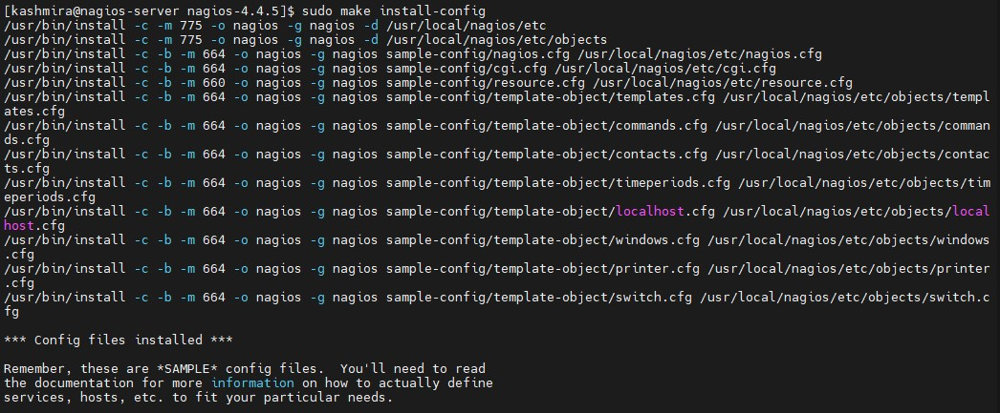 [kashmira@nagios-server nagios-4.4.5]$ sudo make install-config
/usr/bin/install -c -m 775 -o nagios -g nagios -d /usr/local/nagios/etc
/usr/bin/install -c -m 775 -o nagios -g nagios -d /usr/local/nagios/etc/objects
/usr/bin/install -c -b -m 664 -o nagios -g nagios sample-config/nagios.cfg /usr/local/nagios/etc/nagios.cfg
/usr/bin/install -c -b -m 664 -o nagios -g nagios sample-config/cgi.cfg /usr/local/nagios/etc/cgi.cfg
/usr/bin/install -c -b -m 660 -o nagios -g nagios sample-config/resource.cfg /usr/local/nagios/etc/resource.cfg
/usr/bin/install -c -b -m 664 -o nagios -g nagios sample-config/template-object/templates.cfg /usr/local/nagios/etc/objects/templ
ates.cfg
/usr/bin/install -c -b -m 664 -o nagios -g nagios sample-config/template-object/commands.cfg /usr/local/nagios/etc/objects/comman
ds.cfg
/usr/bin/install -c -b -m 664 -o nagios -g nagios sample-config/template-object/contacts.cfg /usr/local/nagios/etc/objects/contac
ts.cfg
/usr/bin/install -c -b -m 664 -o nagios -g nagios sample-config/template-object/timeperiods.cfg /usr/local/nagios/etc/objects/tim
eperiods.cfg
/usr/bin/install -c -b -m 664 -o nagios -g nagios sample-config/template-object/localhost.cfg /usr/local/nagios/etc/objects/local
host.cfg
/usr/bin/install -c -b -m 664 -o nagios -g nagios sample-config/template-object/windows.cfg /usr/local/nagios/etc/objects/windows
.cfg
/usr/bin/install -c -b -m 664 -o nagios -g nagios sample-config/template-object/printer.cfg /usr/local/nagios/etc/objects/printer
.cfg
/usr/bin/install -c -b -m 664 -o nagios -g nagios sample-config/template-object/switch.cfg /usr/local/nagios/etc/objects/switch.c
fg
*** Config files installed ***
Remember, these are *SAMPLE* config files.  You'll need to read
the documentation for more information on how to actually define
services, hosts, etc. to fit your particular needs.